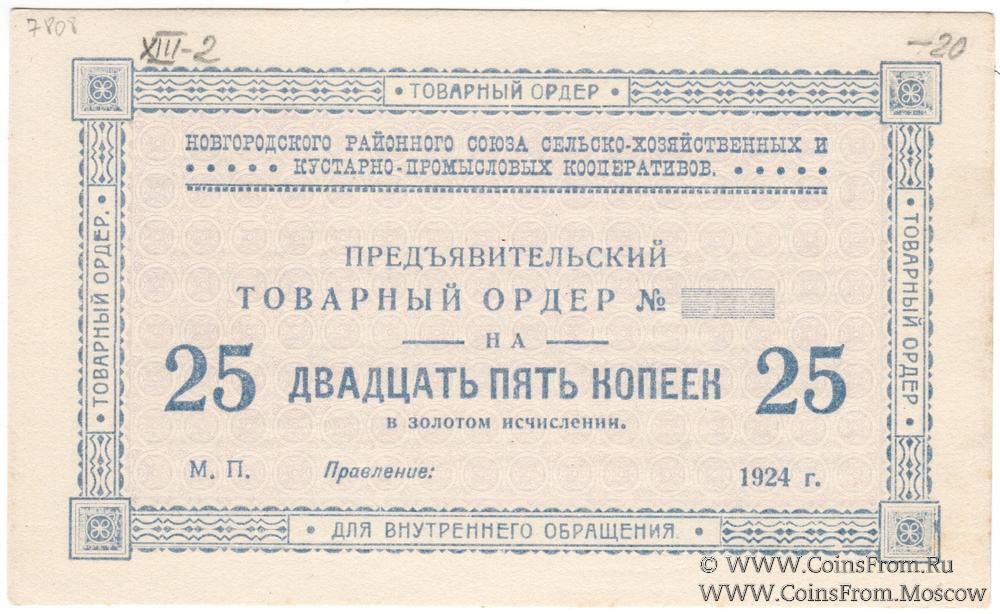 7808
XIII-2
-20
• ТОВАРНЫЙ ОРДЕР •
НОВГОРОДСКОГО РАЙОННОГО СОЮЗА СЕЛЬСКО-ХОЗЯЙСТВЕННЫХ И
• • • • • КУСТАРНО-ПРОМЫСЛОВЫХ КООПЕРАТИВОВ. • • • • •
• ТОВАРНЫЙ ОРДЕР. •
• ТОВАРНЫЙ ОРДЕР. •
ПРЕДЪЯВИТЕЛЬСКИЙ
ТОВАРНЫЙ ОРДЕР №
— НА —
25 ДВАДЦАТЬ ПЯТЬ КОПЕЕК 25
в золотом исчислении.
М. П. Правление: 1924 г.
• ДЛЯ ВНУТРЕННЕГО ОБРАЩЕНИЯ. •
www.CoinsFrom.Ru
www.CoinsFrom.Moscow